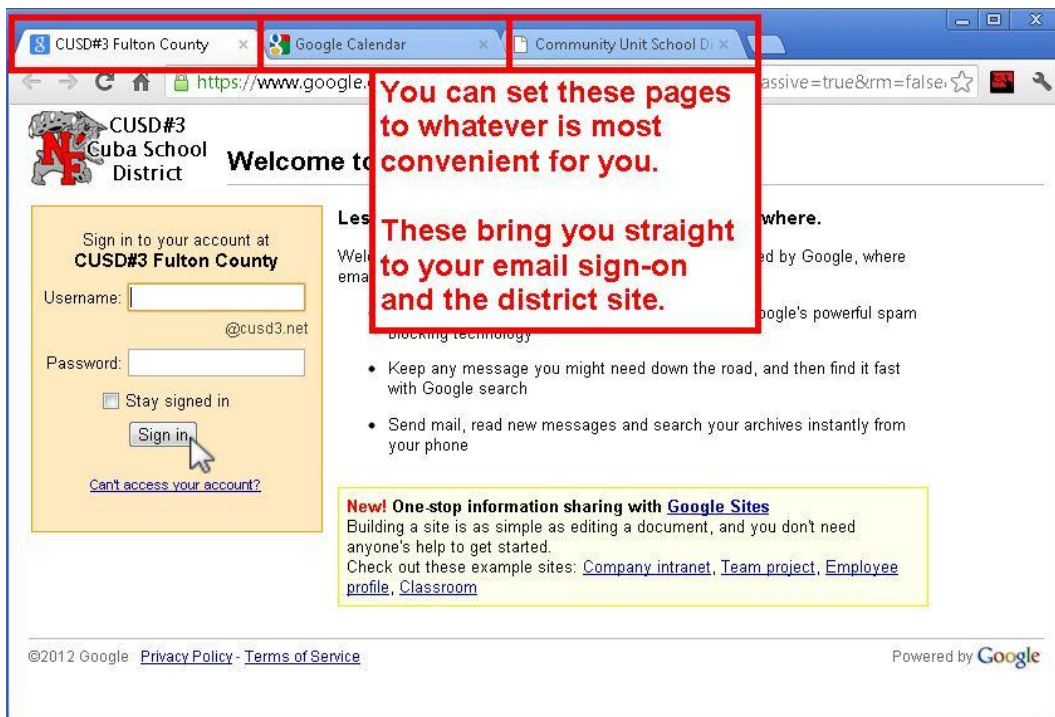 CUSD#3 Fulton County
Google Calendar
Community Unit School Di
https://www.google. assive=true&rm=false
CUSD#3
Cuba School
District
NF
Welcome to
You can set these pages
to whatever is most
convenient for you.
These bring you straight
to your email sign-on
and the district site.
Sign in to your account at
CUSD#3 Fulton County
Username:
@cusd3.net
Password:
Stay signed in
Sign in
Can't access your account?
Les where.
Welc ed by Google, where
ema
oogle's powerful spam
blocking technology
• Keep any message you might need down the road, and then find it fast
with Google search
• Send mail, read new messages and search your archives instantly from
your phone
New! One-stop information sharing with Google Sites
Building a site is as simple as editing a document, and you don't need
anyone's help to get started.
Check out these example sites: Company intranet, Team project, Employee
profile, Classroom
©2012 Google Privacy Policy - Terms of Service
Powered by Google